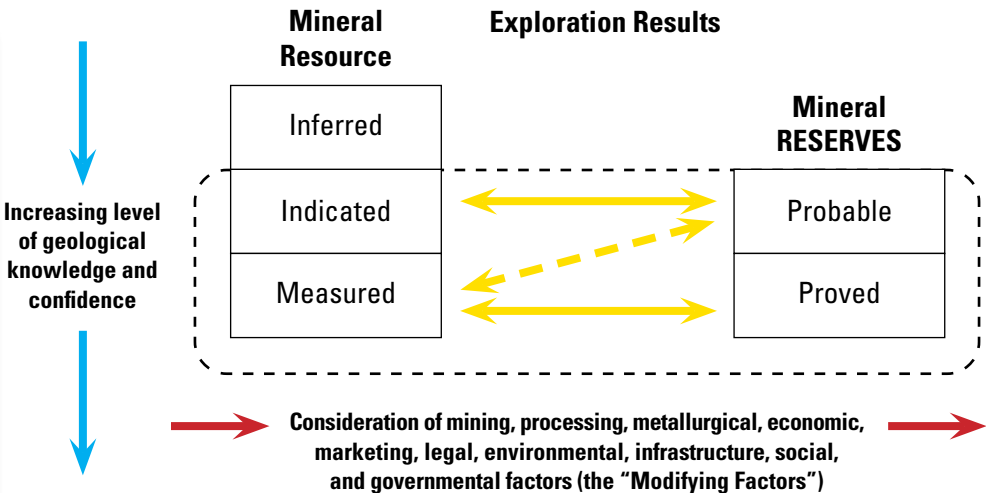 Mineral
Resource
Exploration Results
Inferred
Mineral
RESERVES
Increasing level
of geological
knowledge and
confidence
Indicated
Probable
Measured
Proved
Consideration of mining, processing, metallurgical, economic,
marketing, legal, environmental, infrastructure, social,
and governmental factors (the “Modifying Factors”)